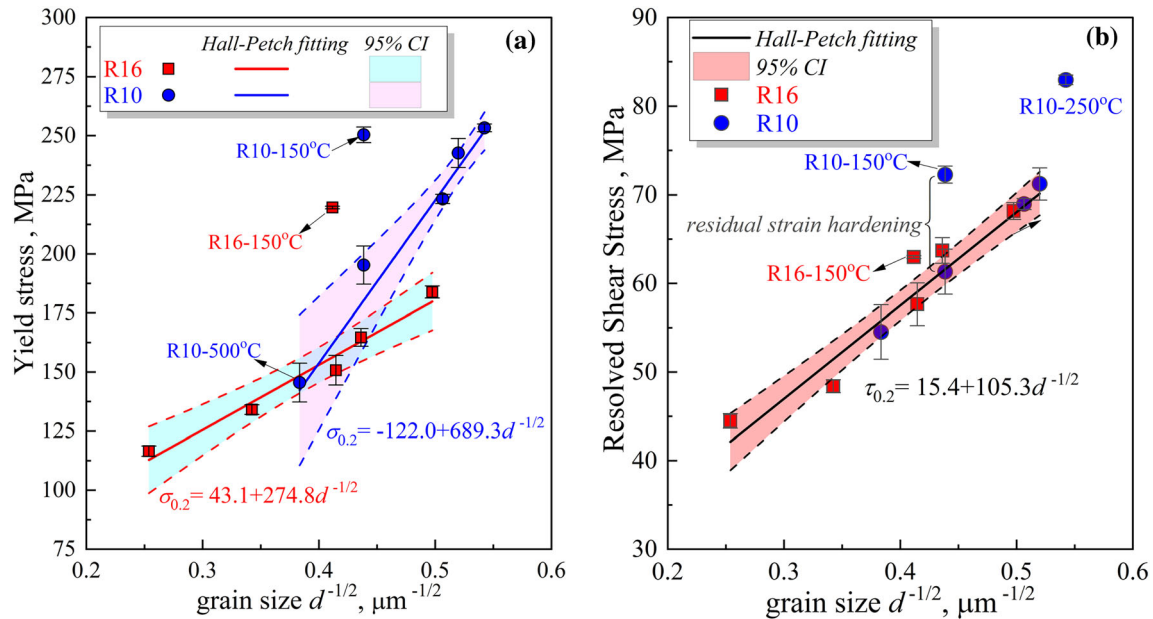 (a)
Hall-Petch fitting 95% CI
R16
R10
300
275
250
225
200
175
150
125
100
75
Yield stress , MPa
R10-150°C
R16-150°C
R10-500°C
σ0.2= -122.0+689.3d -1/2
σ0.2= 43.1+274.8d -1/2
0.2 0.3 0.4 0.5 0.6
grain size d -1/2, μm-1/2
(b)
Hall-Petch fitting
95% CI
R16
R10
90
80
70
60
50
40
30
Resolved Shear Stress, MPa
R10-250°C
R10-150°C
residual strain hardening
R16-150°C
τ0.2= 15.4+105.3d -1/2
0.2 0.3 0.4 0.5 0.6
grain size d -1/2, μm-1/2